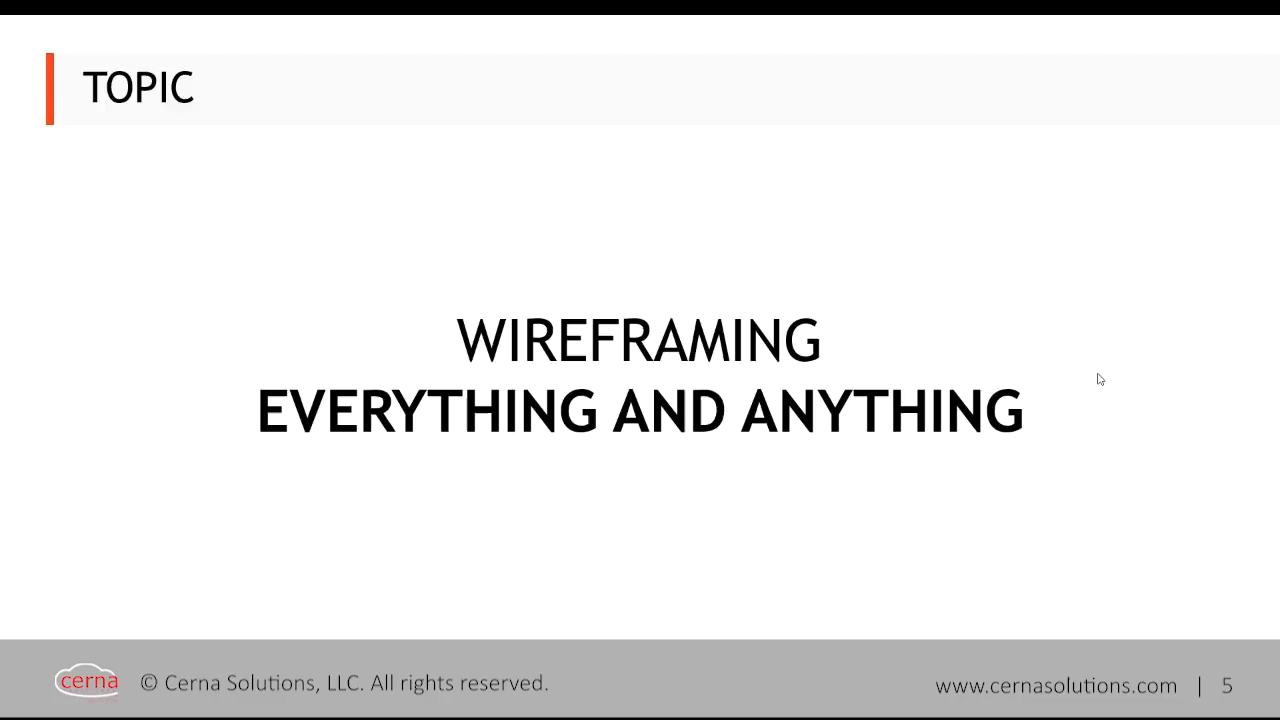 TOPIC
WIREFRAMING
EVERYTHING AND ANYTHING
cerna
© Cerna Solutions, LLC. All rights reserved.
www.cernasolutions.com | 5